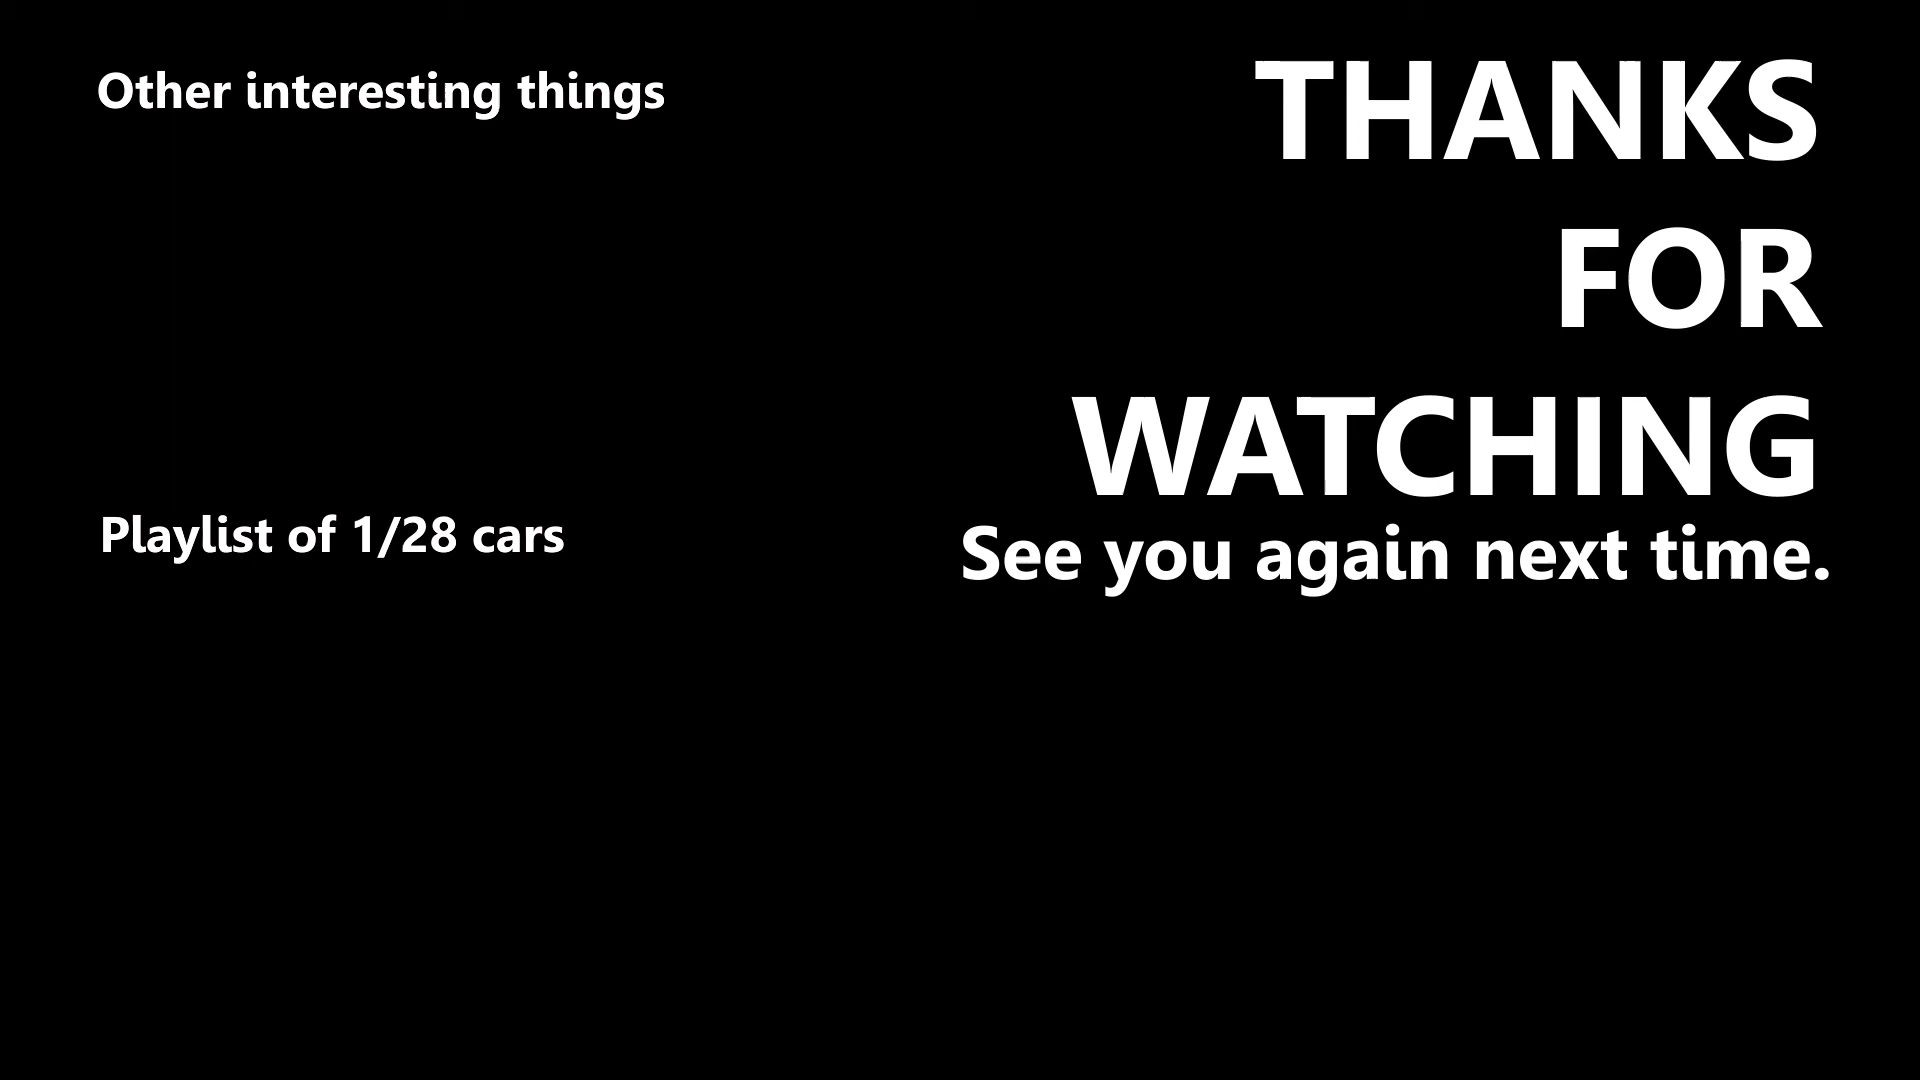 Other interesting things
Playlist of 1/28 cars
THANKS
FOR
WATCHING
See you again next time.